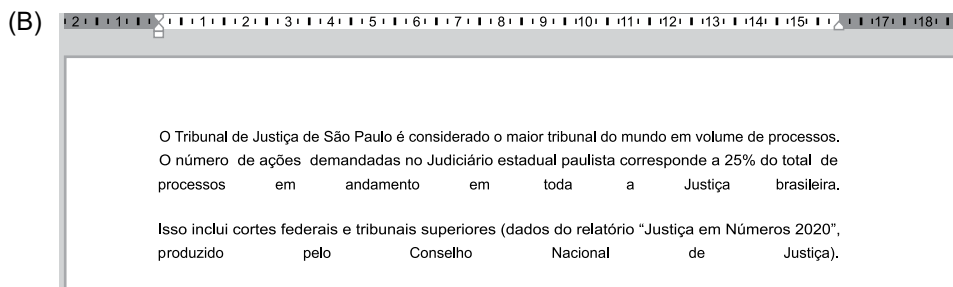 (B)
2 1 1 2 3 4 5 6 7 8 9 10 11 12 13 14 15 17 18
O Tribunal de Justiça de São Paulo é considerado o maior tribunal do mundo em volume de processos.
O número de ações demandadas no Judiciário estadual paulista corresponde a 25% do total de
processos em andamento em toda a Justiça brasileira.
Isso inclui cortes federais e tribunais superiores (dados do relatório “Justiça em Números 2020”,
produzido pelo Conselho Nacional de Justiça).